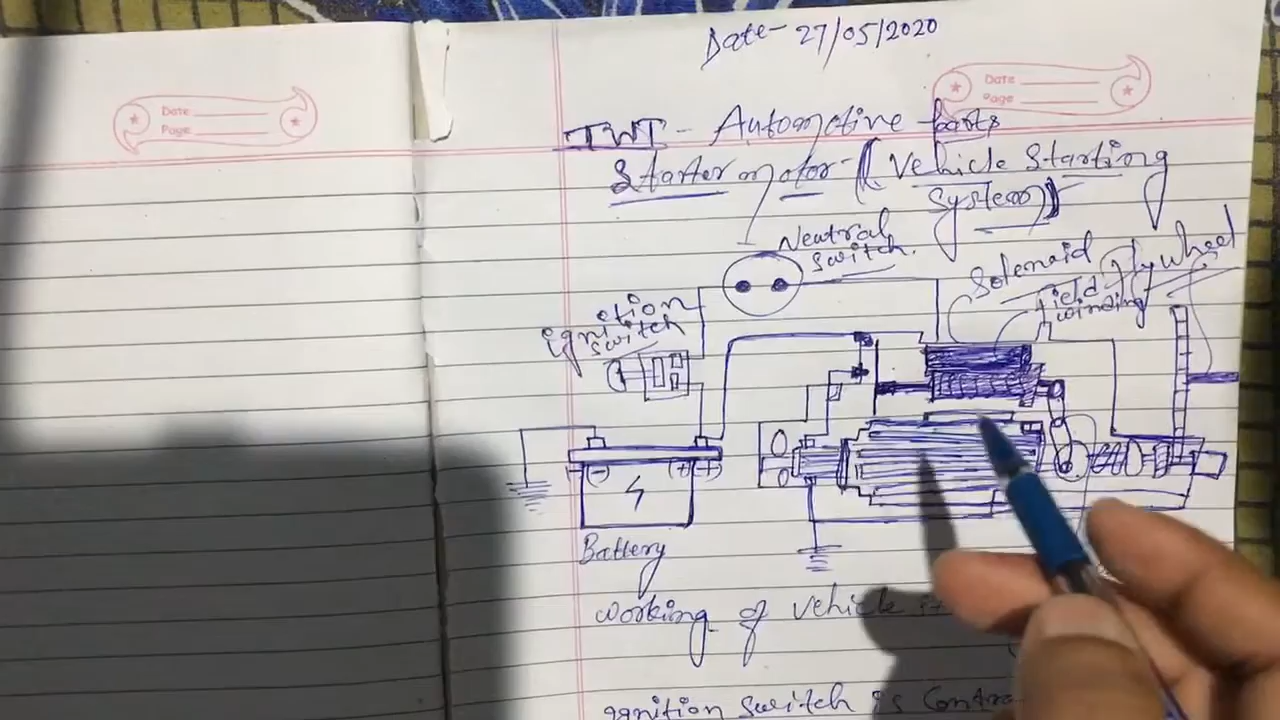 Date- 27/05/2020
Date
Page
Date
Page
TWT - Automotive parts
Starter motor- (Vehicle Starting
System)
Neutral
switch.
Solenoid
flywheel
field
winding
ignition
switch
(-) (+)
Battery
working of vehicle
ignition switch is